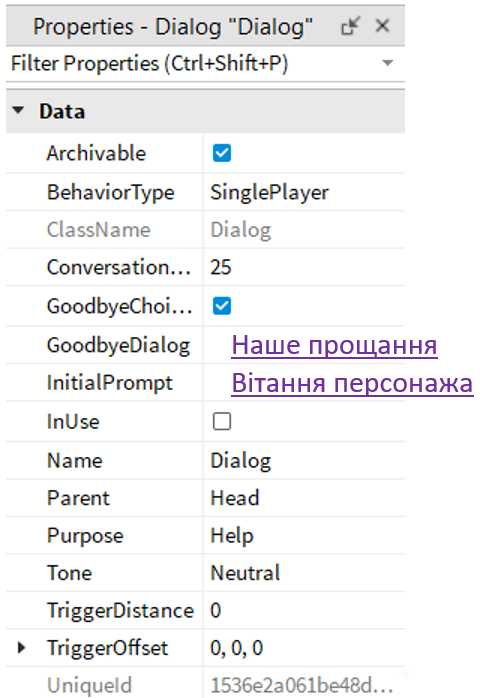 Properties - Dialog "Dialog"
Filter Properties (Ctrl+Shift+P)
Data
Archivable
BehaviorType SinglePlayer
ClassName Dialog
Conversation... 25
GoodbyeChoi...
GoodbyeDialog Наше прощання
InitialPrompt Вітання персонажа
InUse
Name Dialog
Parent Head
Purpose Help
Tone Neutral
TriggerDistance 0
TriggerOffset 0, 0, 0
UniqueId 1536e2a061be48d...